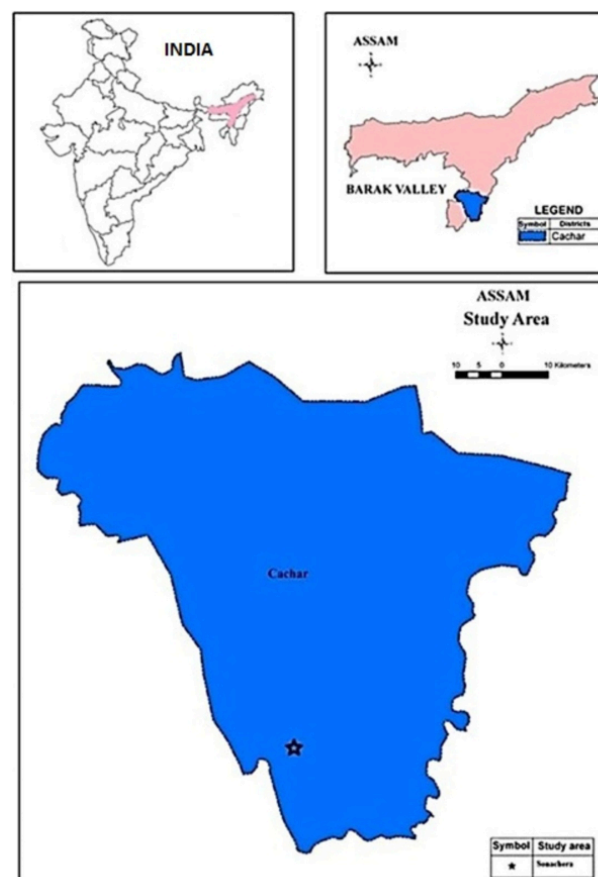 INDIA
ASSAM
BARAK VALLEY
LEGEND
Symbol Districts
Cachar
ASSAM
Study Area
10 5 0 10 Kilometers
Cachar
Symbol Study area
Sonachera